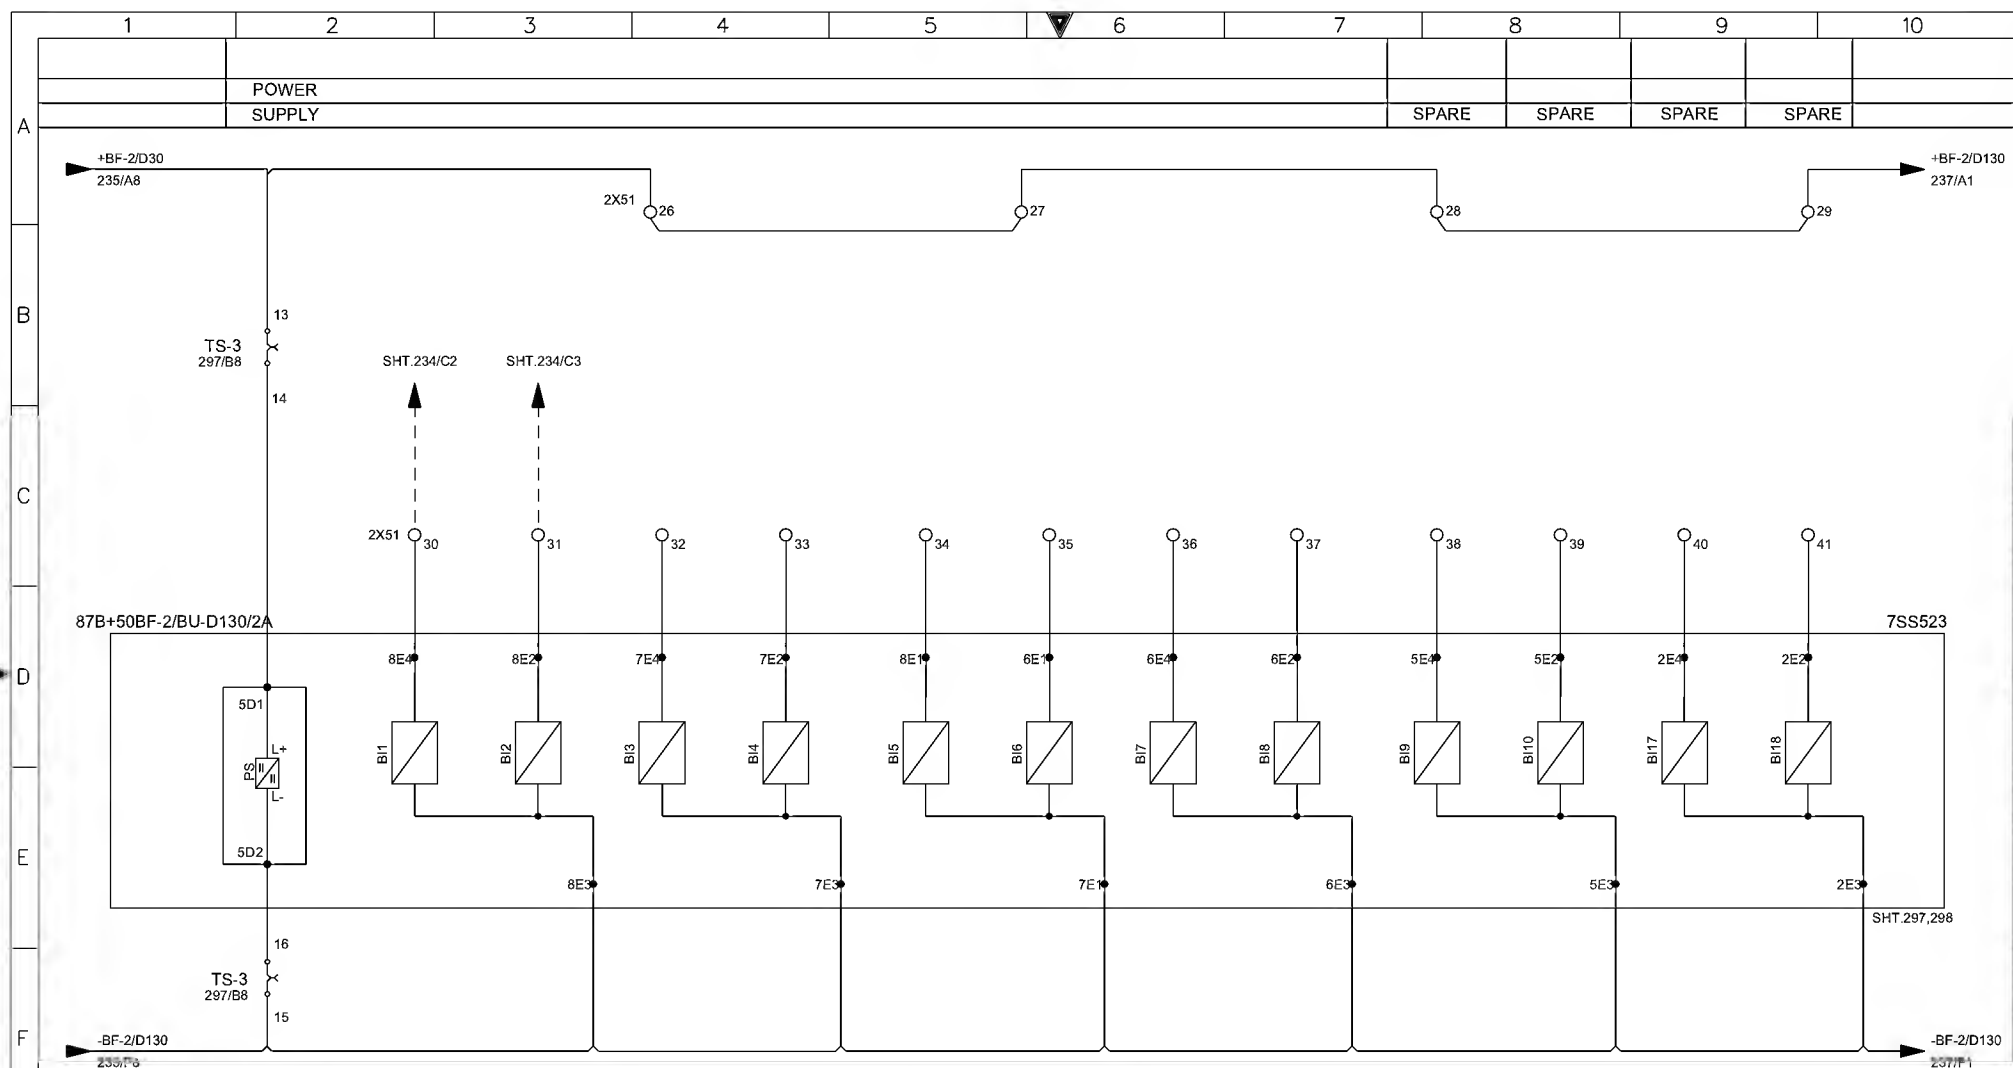 1 2 3 4 5 6 7 8 9 10
POWER
SUPPLY SPARE SPARE SPARE SPARE
A
+BF-2/D30
235/A8
+BF-2/D130
237/A1
2X51 26 27 28 29
B
13
TS-3
297/B8
14
SHT.234/C2 SHT.234/C3
C
2X51 30 31 32 33 34 35 36 37 38 39 40 41
87B+50BF-2/BU-D130/2A 7SS523
D
8E4 8E2 7E4 7E2 8E1 6E1 6E4 6E2 5E4 5E2 2E4 2E2
5D1
L+
PS
L-
BI1 BI2 BI3 BI4 BI5 BI6 BI7 BI8 BI9 BI10 BI17 BI18
5D2
E
8E3 7E3 7E1 6E3 5E3 2E3
SHT.297,298
16
TS-3
297/B8
15
F
-BF-2/D130
-BF-2/D130